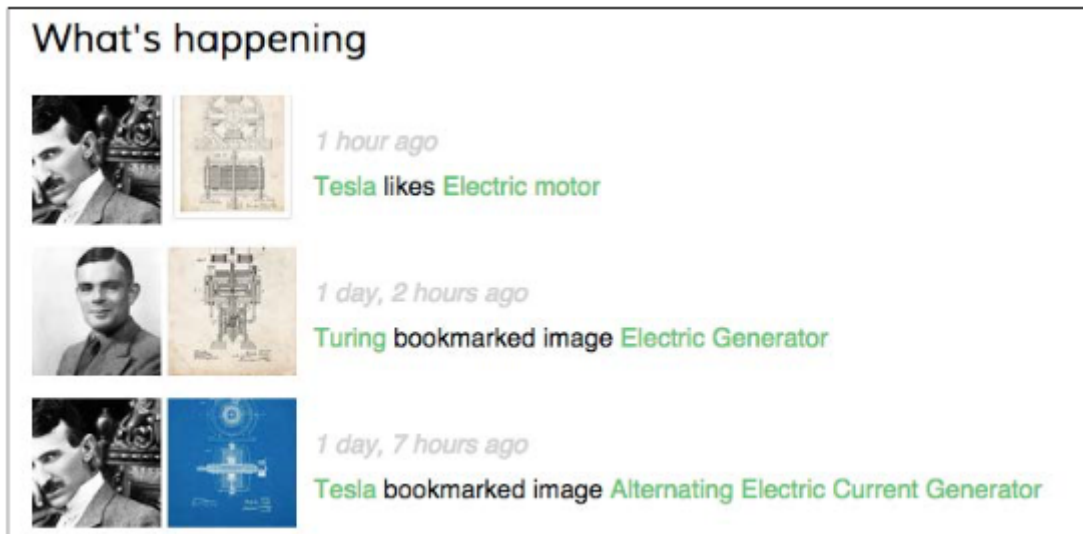 What's happening
1 hour ago
Tesla likes Electric motor
1 day, 2 hours ago
Turing bookmarked image Electric Generator
1 day, 7 hours ago
Tesla bookmarked image Alternating Electric Current Generator